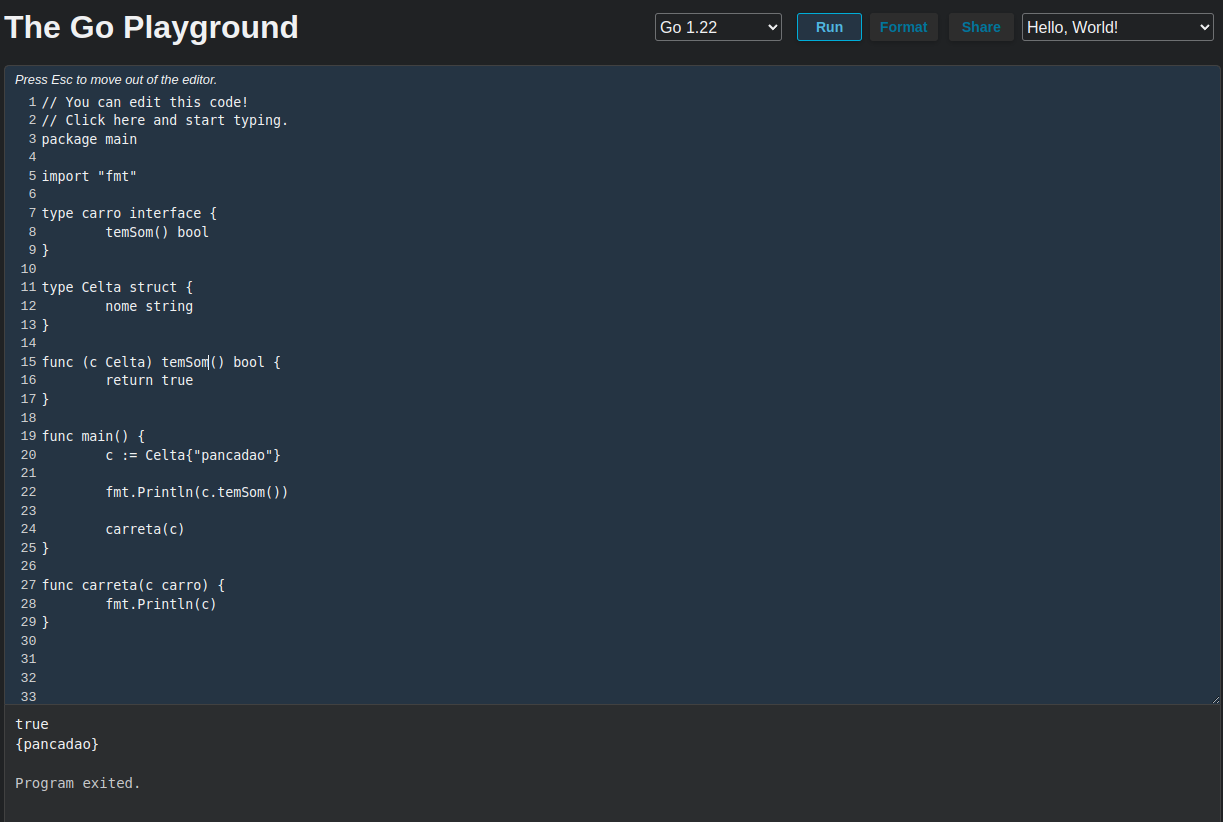 The Go Playground
Go 1.22 Run Format Share Hello, World!
Press Esc to move out of the editor.
1 // You can edit this code!
2 // Click here and start typing.
3 package main
4
5 import "fmt"
6
7 type carro interface {
8         temSom() bool
9 }
10
11 type Celta struct {
12         nome string
13 }
14
15 func (c Celta) temSom() bool {
16         return true
17 }
18
19 func main() {
20         c := Celta{"pancadao"}
21
22         fmt.Println(c.temSom())
23
24         carreta(c)
25 }
26
27 func carreta(c carro) {
28         fmt.Println(c)
29 }
30
31
32
33
true
{pancadao}

Program exited.